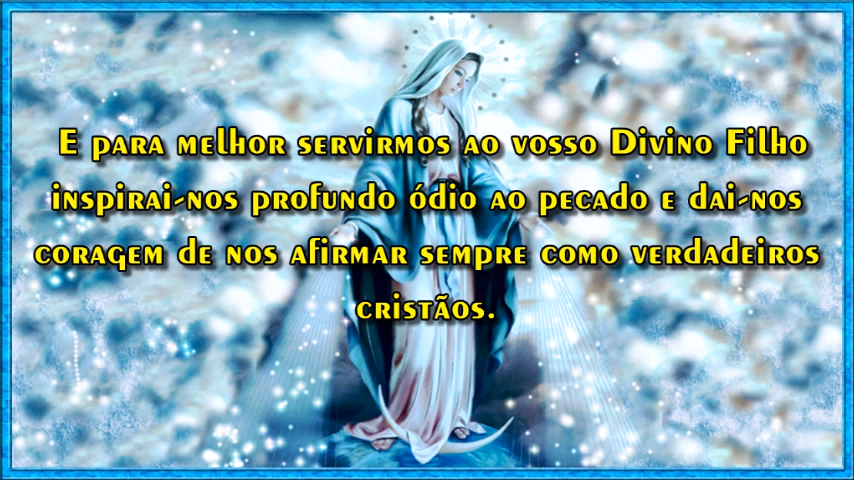 E para melhor servirmos ao vosso Divino Filho
inspirai-nos profundo ódio ao pecado e dai-nos
coragem de nos afirmar sempre como verdadeiros
cristãos.